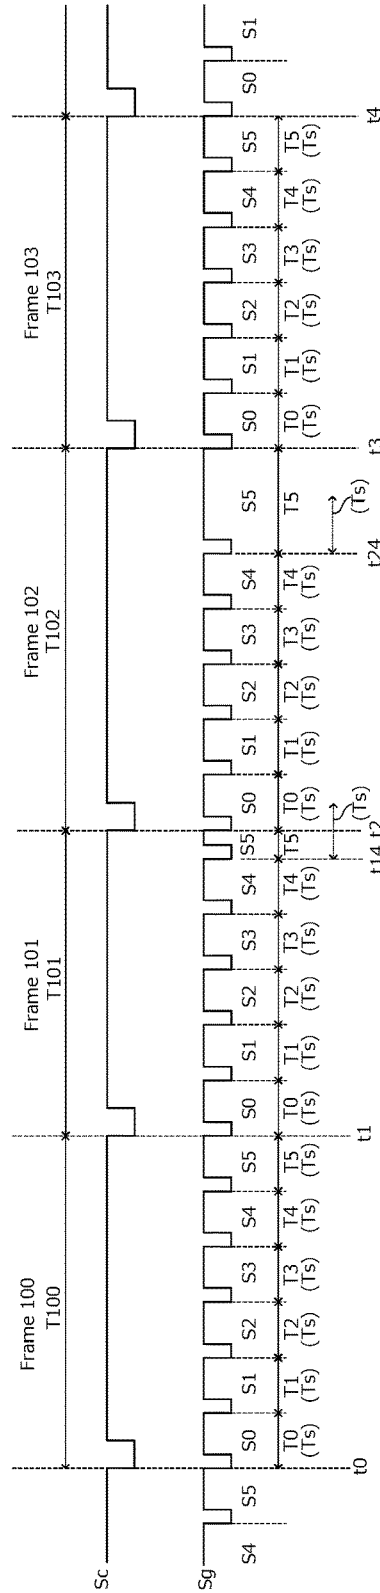 Frame 100 Frame 101 Frame 102 Frame 103
T100 T101 T102 T103
Sc
Sg
S4 S5 S0 S1 S2 S3 S4 S5 S0 S1 S2 S3 S4 S5 S0 S1 S2 S3 S4 S5 S0 S1 S2 S3 S4 S5 S0 S1
T0 T1 T2 T3 T4 T5 T0 T1 T2 T3 T4 T5 T0 T1 T2 T3 T4 T5 T0 T1 T2 T3 T4 T5
(Ts) (Ts) (Ts) (Ts) (Ts) (Ts) (Ts) (Ts) (Ts) (Ts) (Ts) (Ts) (Ts) (Ts) (Ts) (Ts) (Ts) (Ts) (Ts) (Ts) (Ts) (Ts)
(Ts) (Ts)
t0 t1 t14 t2 t24 t3 t4